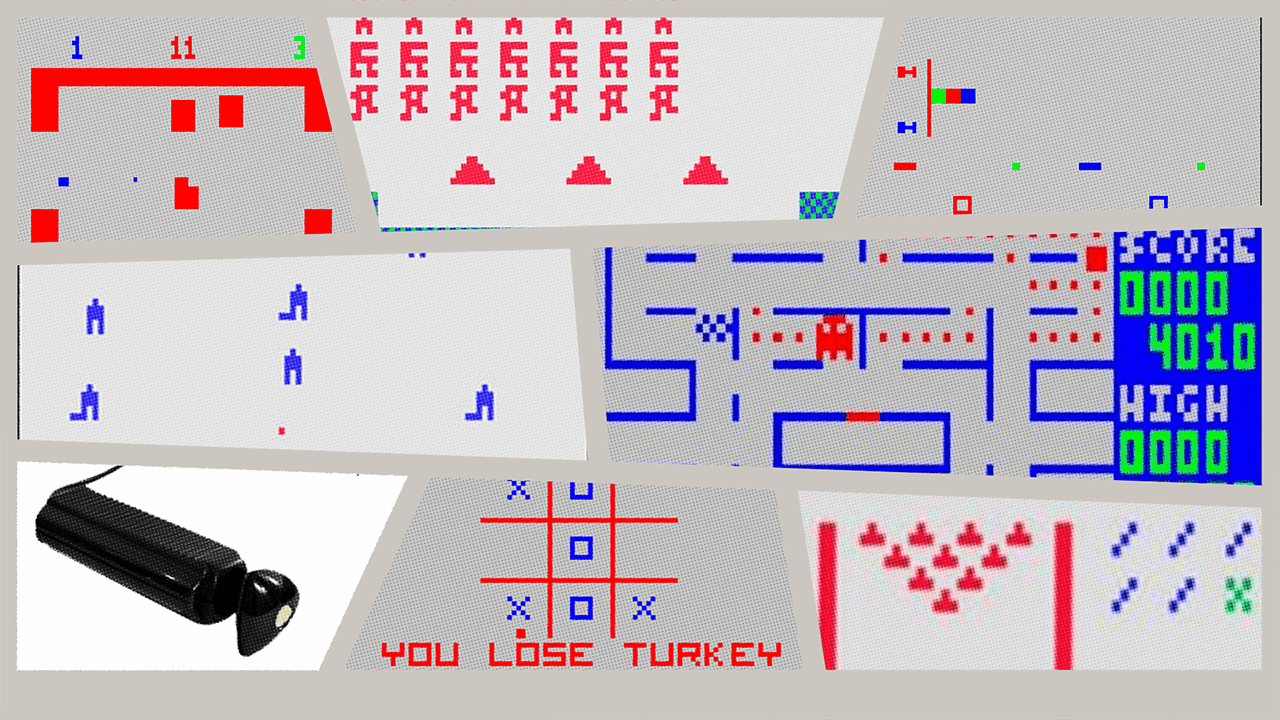 1 11 3
SCORE
0000
4010
HIGH
0000
X O
O
X O X
YOU LOSE TURKEY
/ / /
/ / X